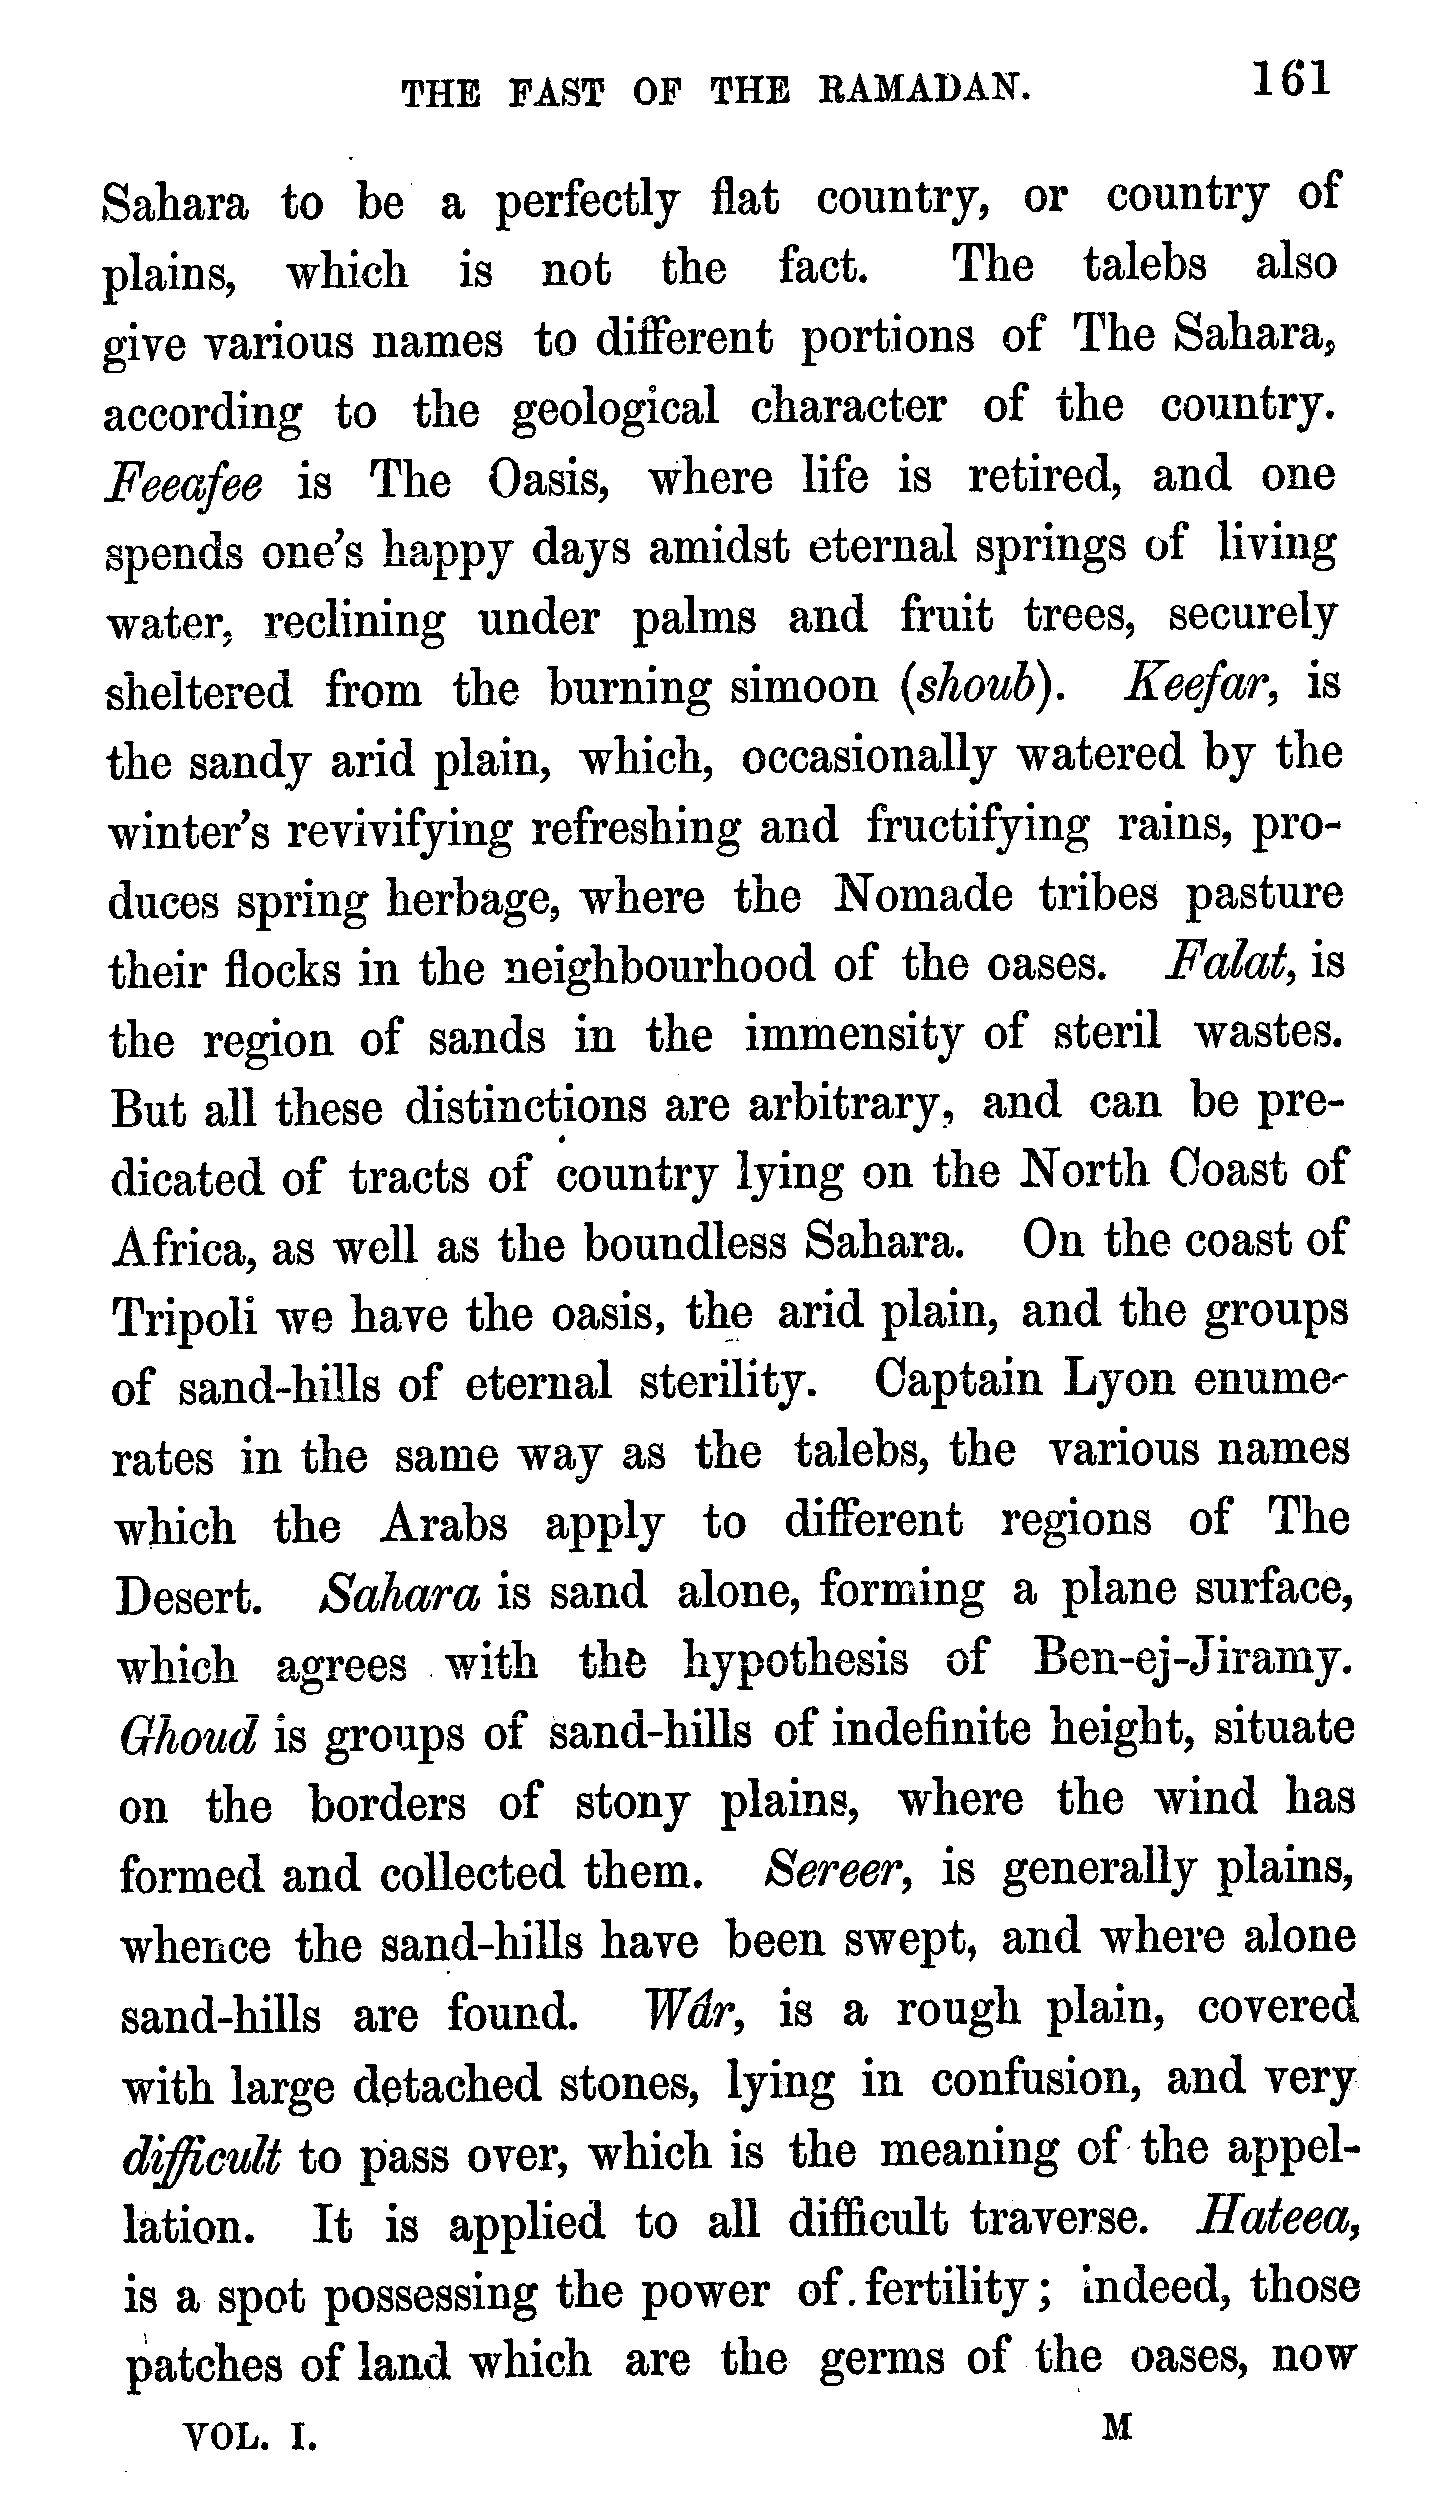 THE FAST OF THE RAMADAN. 161
Sahara to be a perfectly flat country, or country of
plains, which is not the fact. The talebs also
give various names to different portions of The Sahara,
according to the geological character of the country.
Feeafee is The Oasis, where life is retired, and one
spends one's happy days amidst eternal springs of living
water, reclining under palms and fruit trees, securely
sheltered from the burning simoon (shoub). Keefar, is
the sandy arid plain, which, occasionally watered by the
winter's revivifying refreshing and fructifying rains, pro-
duces spring herbage, where the Nomade tribes pasture
their flocks in the neighbourhood of the oases. Falat, is
the region of sands in the immensity of steril wastes.
But all these distinctions are arbitrary, and can be pre-
dicated of tracts of country lying on the North Coast of
Africa, as well as the boundless Sahara. On the coast of
Tripoli we have the oasis, the arid plain, and the groups
of sand-hills of eternal sterility. Captain Lyon enume-
rates in the same way as the talebs, the various names
which the Arabs apply to different regions of The
Desert. Sahara is sand alone, forming a plane surface,
which agrees with the hypothesis of Ben-ej-Jiramy.
Ghoud is groups of sand-hills of indefinite height, situate
on the borders of stony plains, where the wind has
formed and collected them. Sereer, is generally plains,
whence the sand-hills have been swept, and where alone
sand-hills are found. Wâr, is a rough plain, covered
with large detached stones, lying in confusion, and very
difficult to pass over, which is the meaning of the appel-
lation. It is applied to all difficult traverse. Hateea,
is a spot possessing the power of fertility; indeed, those
patches of land which are the germs of the oases, now
VOL. I. M